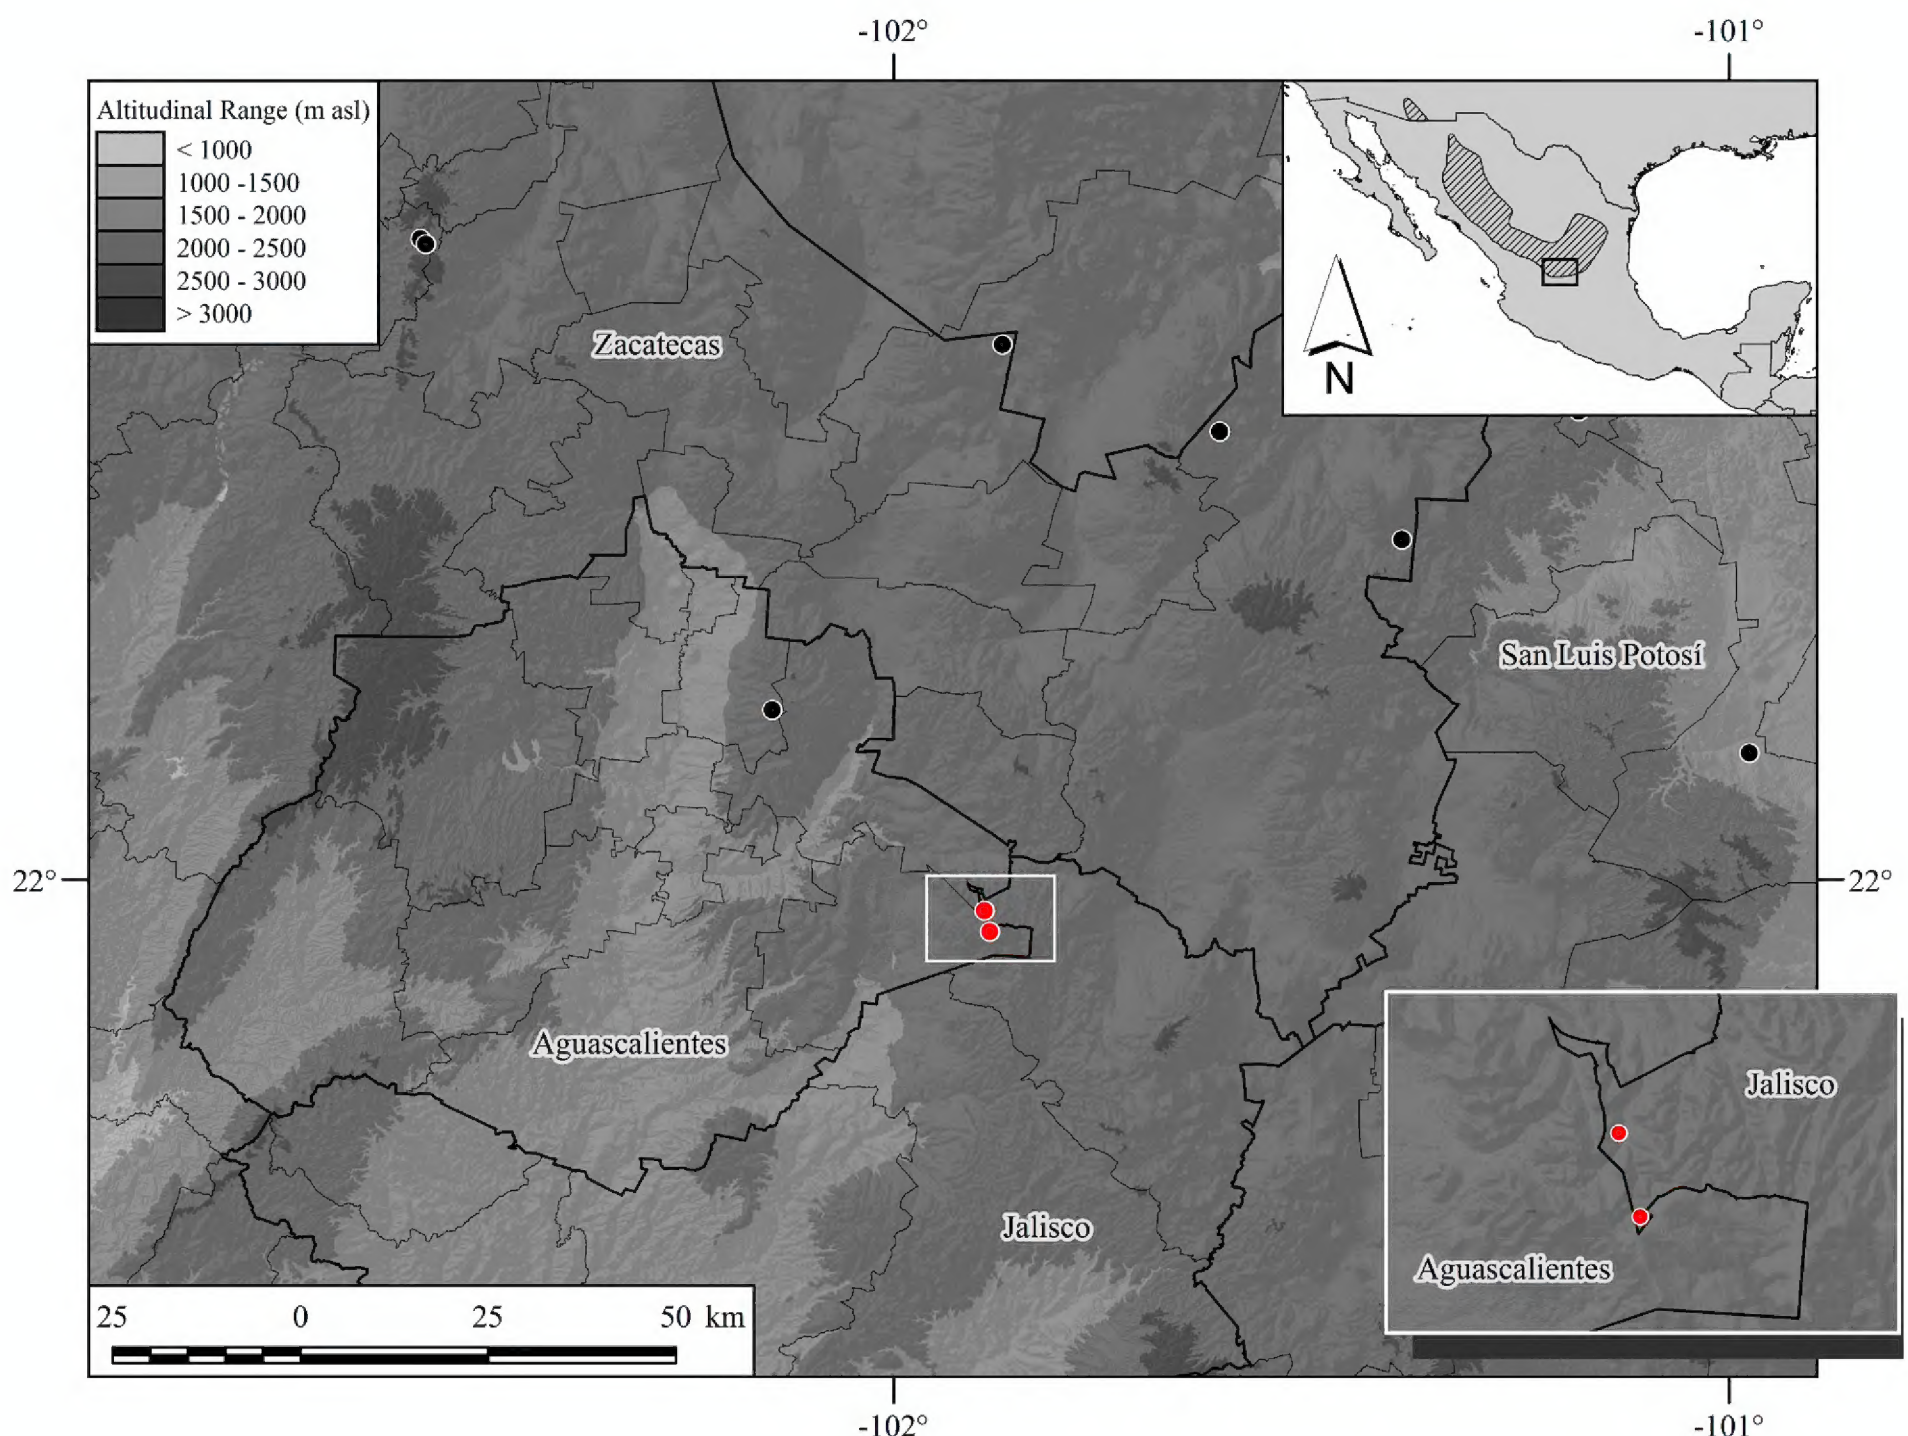 -102°
-101°
Altitudinal Range (m asl)
< 1000
1000 -1500
1500 - 2000
2000 - 2500
2500 - 3000
> 3000
N
Zacatecas
San Luis Potosí
22°
22°
Aguascalientes
Jalisco
Jalisco
Aguascalientes
25 0 25 50 km
-102°
-101°